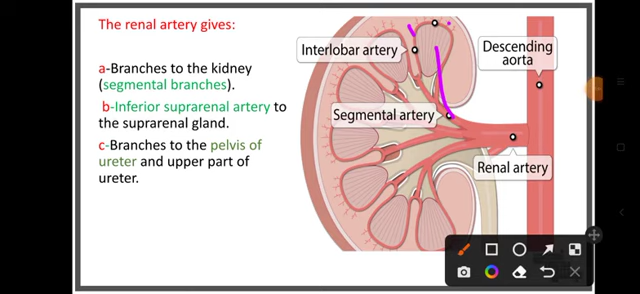 The renal artery gives:
a-Branches to the kidney
(segmental branches).
b-Inferior suprarenal artery to
the suprarenal gland.
c-Branches to the pelvis of
ureter and upper part of
ureter.
Interlobar artery
Descending
aorta
Segmental artery
Renal artery